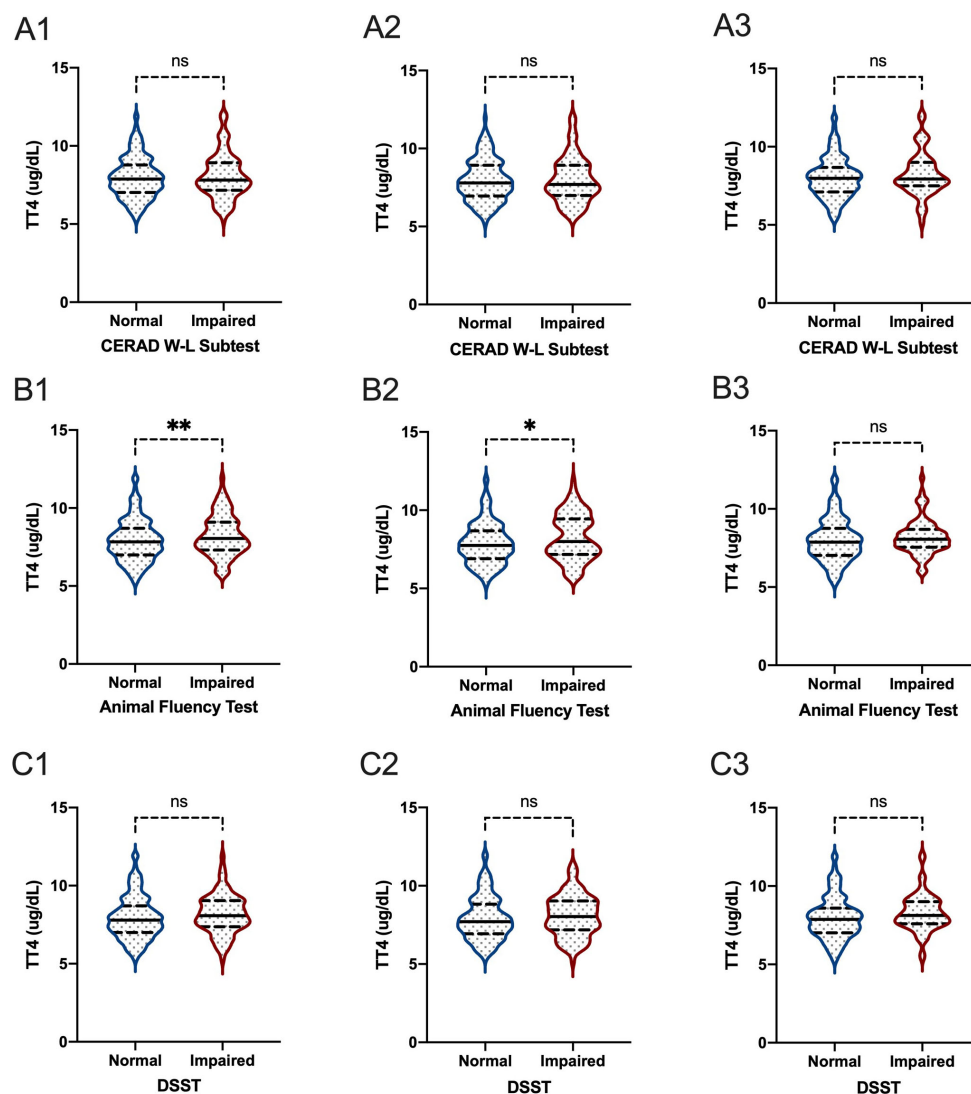 A1
A2
A3
ns
ns
ns
15
10
5
0
TT4 (ug/dL)
Normal Impaired
CERAD W-L Subtest
15
10
5
0
TT4 (ug/dL)
Normal Impaired
CERAD W-L Subtest
15
10
5
0
TT4 (ug/dL)
Normal Impaired
CERAD W-L Subtest
B1
B2
B3
**
*
ns
15
10
5
0
TT4 (ug/dL)
Normal Impaired
Animal Fluency Test
15
10
5
0
TT4 (ug/dL)
Normal Impaired
Animal Fluency Test
15
10
5
0
TT4 (ug/dL)
Normal Impaired
Animal Fluency Test
C1
C2
C3
ns
ns
ns
15
10
5
0
TT4 (ug/dL)
Normal Impaired
DSST
15
10
5
0
TT4 (ug/dL)
Normal Impaired
DSST
15
10
5
0
TT4 (ug/dL)
Normal Impaired
DSST